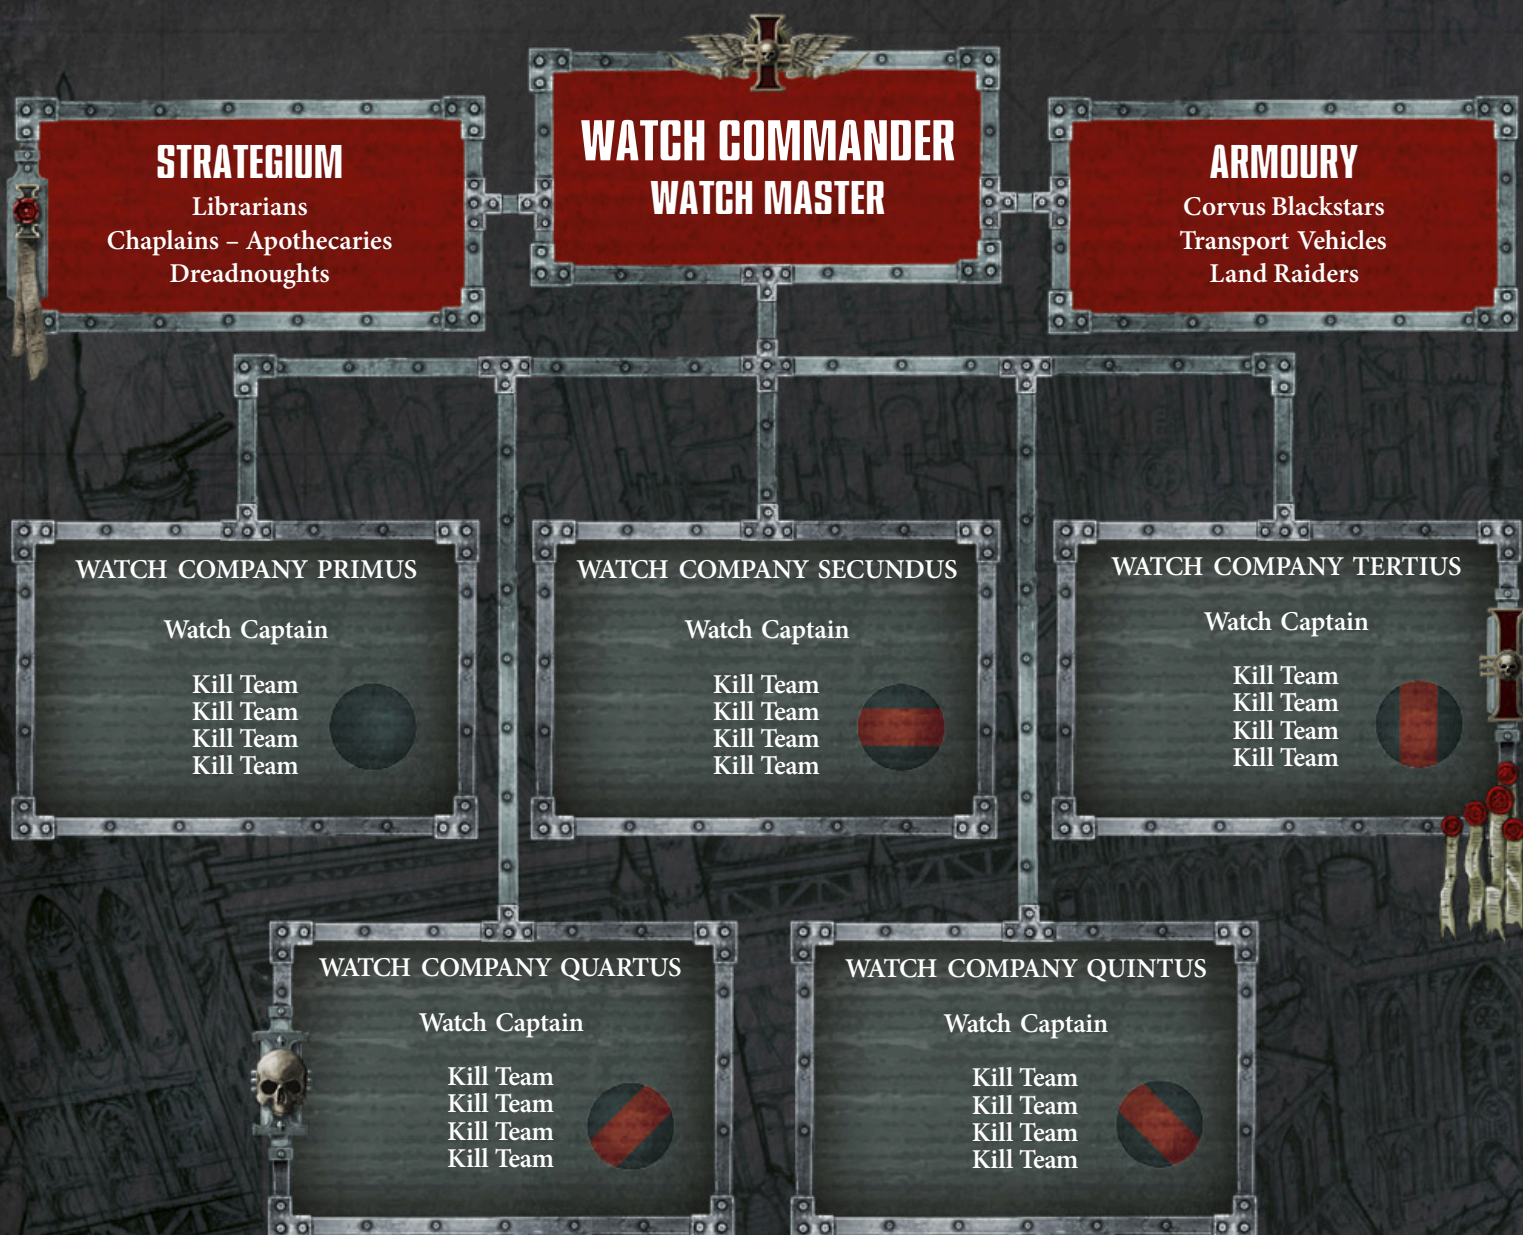 STRATEGIUM
Librarians
Chaplains – Apothecaries
Dreadnoughts
WATCH COMMANDER
WATCH MASTER
ARMOURY
Corvus Blackstars
Transport Vehicles
Land Raiders
WATCH COMPANY PRIMUS
Watch Captain
Kill Team
Kill Team
Kill Team
Kill Team
WATCH COMPANY SECUNDUS
Watch Captain
Kill Team
Kill Team
Kill Team
Kill Team
WATCH COMPANY TERTIUS
Watch Captain
Kill Team
Kill Team
Kill Team
Kill Team
WATCH COMPANY QUARTUS
Watch Captain
Kill Team
Kill Team
Kill Team
Kill Team
WATCH COMPANY QUINTUS
Watch Captain
Kill Team
Kill Team
Kill Team
Kill Team